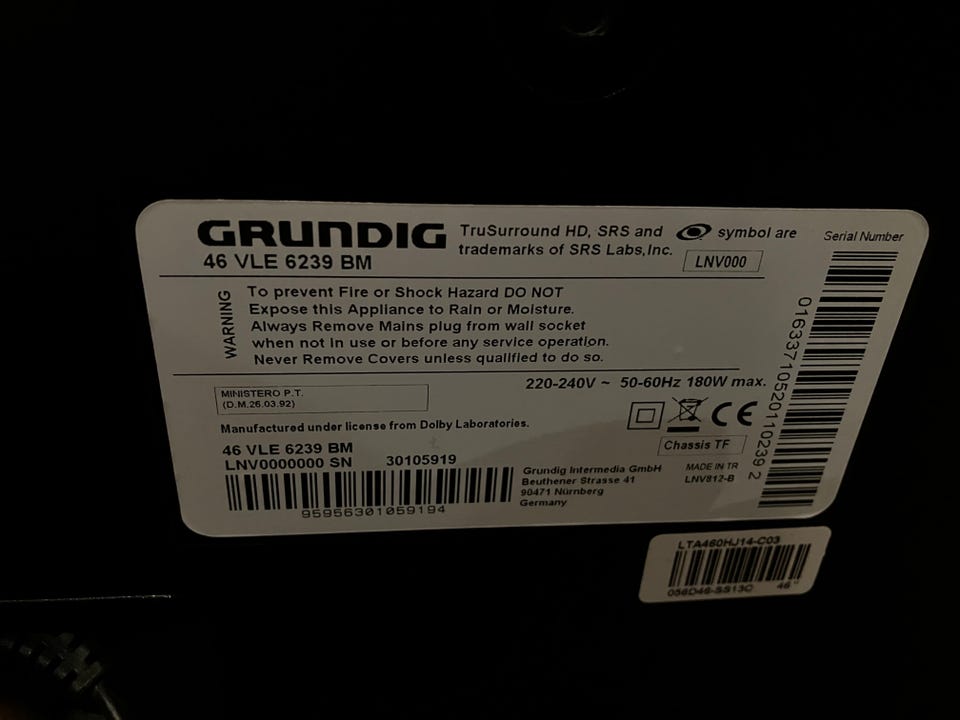 GRUNDIG
46 VLE 6239 BM
TruSurround HD, SRS and symbol are
trademarks of SRS Labs,Inc.
LNV000
Serial Number
WARNING
To prevent Fire or Shock Hazard DO NOT
Expose this Appliance to Rain or Moisture.
Always Remove Mains plug from wall socket
when not in use or before any service operation.
Never Remove Covers unless qualified to do so.
220-240V ~ 50-60Hz 180W max.
MINISTERO P.T.
(D.M.26.03.92)
CE
Manufactured under license from Dolby Laboratories.
Chassis TF
46 VLE 6239 BM
LNV0000000 SN 30105919
95956301059194
Grundig Intermedia GmbH
Beuthener Strasse 41
90471 Nürnberg
Germany
MADE IN TR
LNV812-B
01633710520110239 2
LTA460HJ14-C03
056D46-SS13C 46"